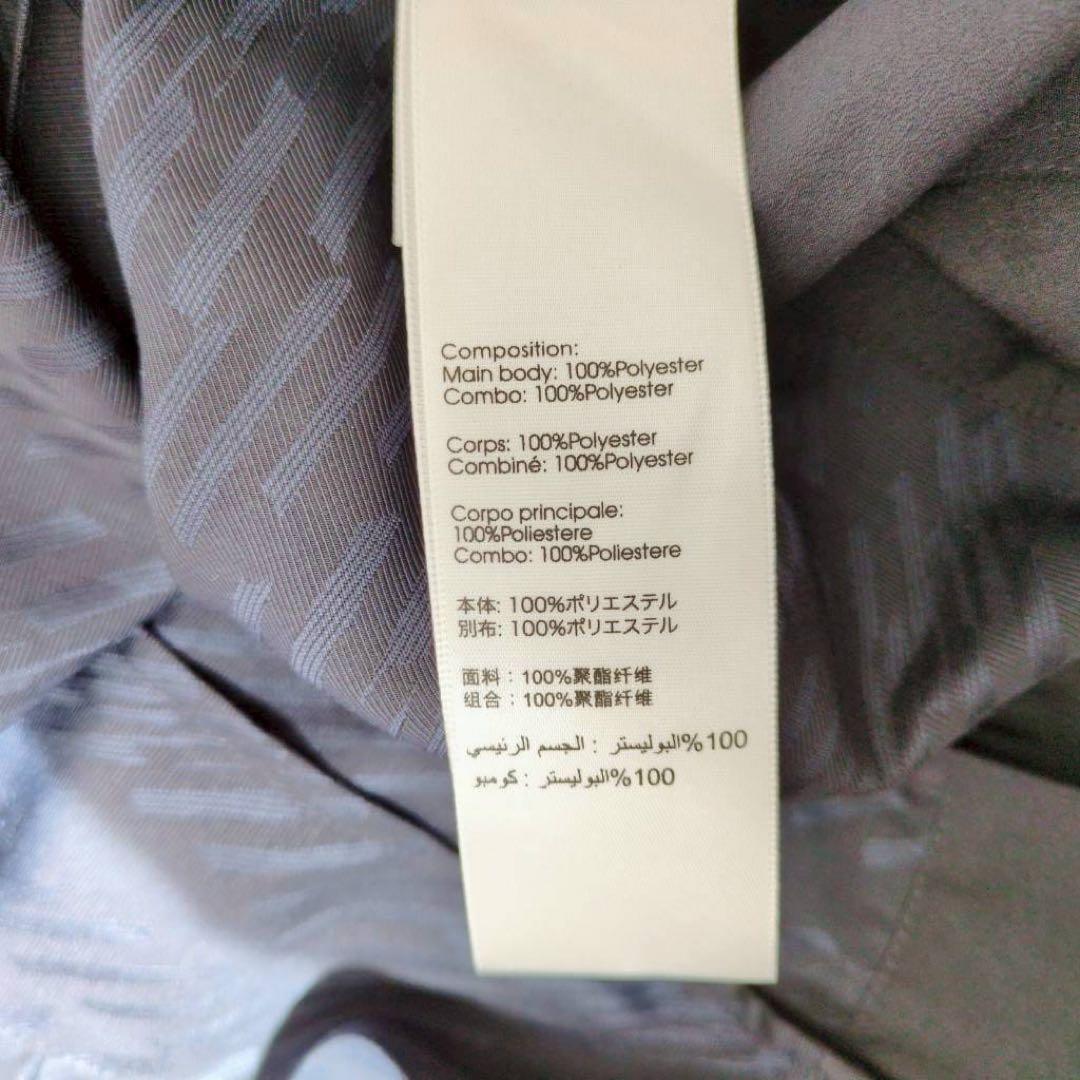 Composition:
Main body: 100%Polyester
Combo: 100%Polyester
Corps: 100%Polyester
Combiné: 100%Polyester
Corpo principale:
100%Poliestere
Combo: 100%Poliestere
本体: 100%ポリエステル
別布: 100%ポリエステル
面料：100%聚酯纤维
组合：100%聚酯纤维
100%البوليستر : الجسم الرئيسي
100%البوليستر : كومبو